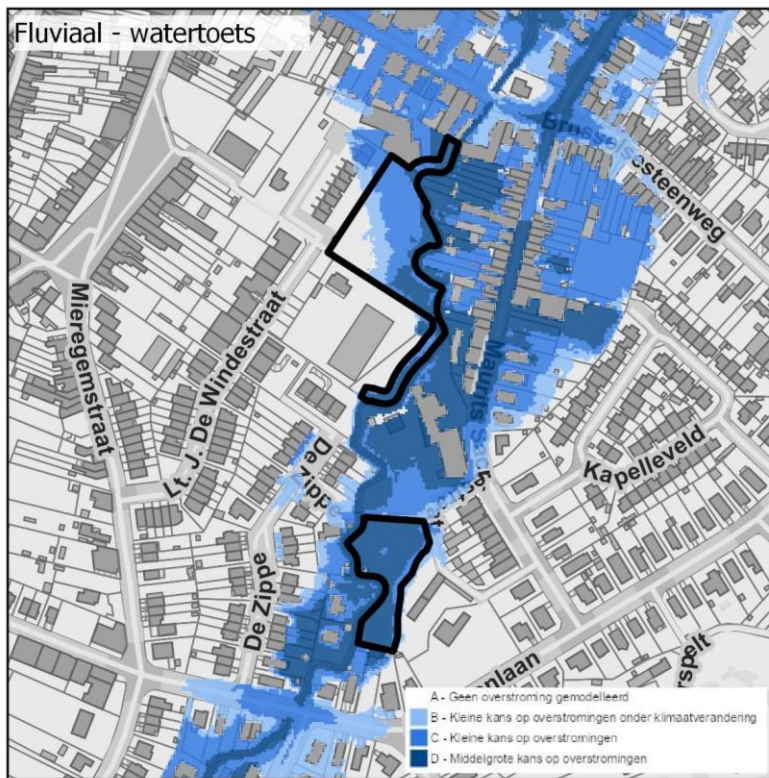 Fluviaal - watertoets
Brusselsesteenweg
Mieregemstraat
Lt. J. De Windestraat
De Zippe
Kapelleveld
A - Geen overstroming gemodelleerd
B - Kleine kans op overstromingen onder klimaatverandering
C - Kleine kans op overstromingen
D - Middelgrote kans op overstromingen